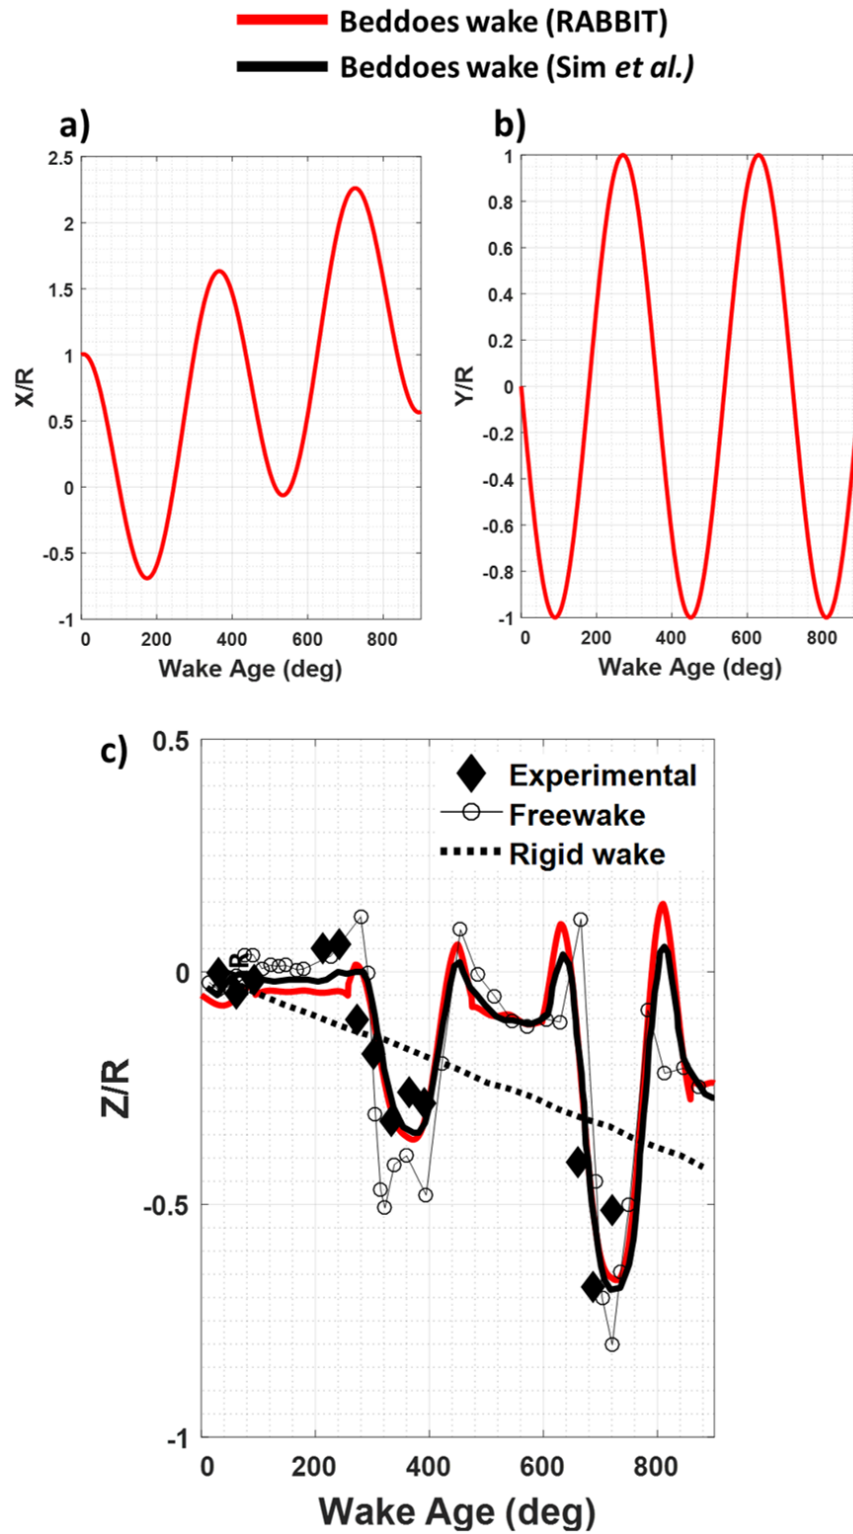 Beddoes wake (RABBIT)
Beddoes wake (Sim et al.)
a)
2.5
2
1.5
1
0.5
0
-0.5
-1
X/R
0 200 400 600 800
Wake Age (deg)
b)
1
0.8
0.6
0.4
0.2
0
-0.2
-0.4
-0.6
-0.8
-1
Y/R
0 200 400 600 800
Wake Age (deg)
c)
0.5
0
-0.5
-1
Z/R
Experimental
Freewake
Rigid wake
R
0 200 400 600 800
Wake Age (deg)